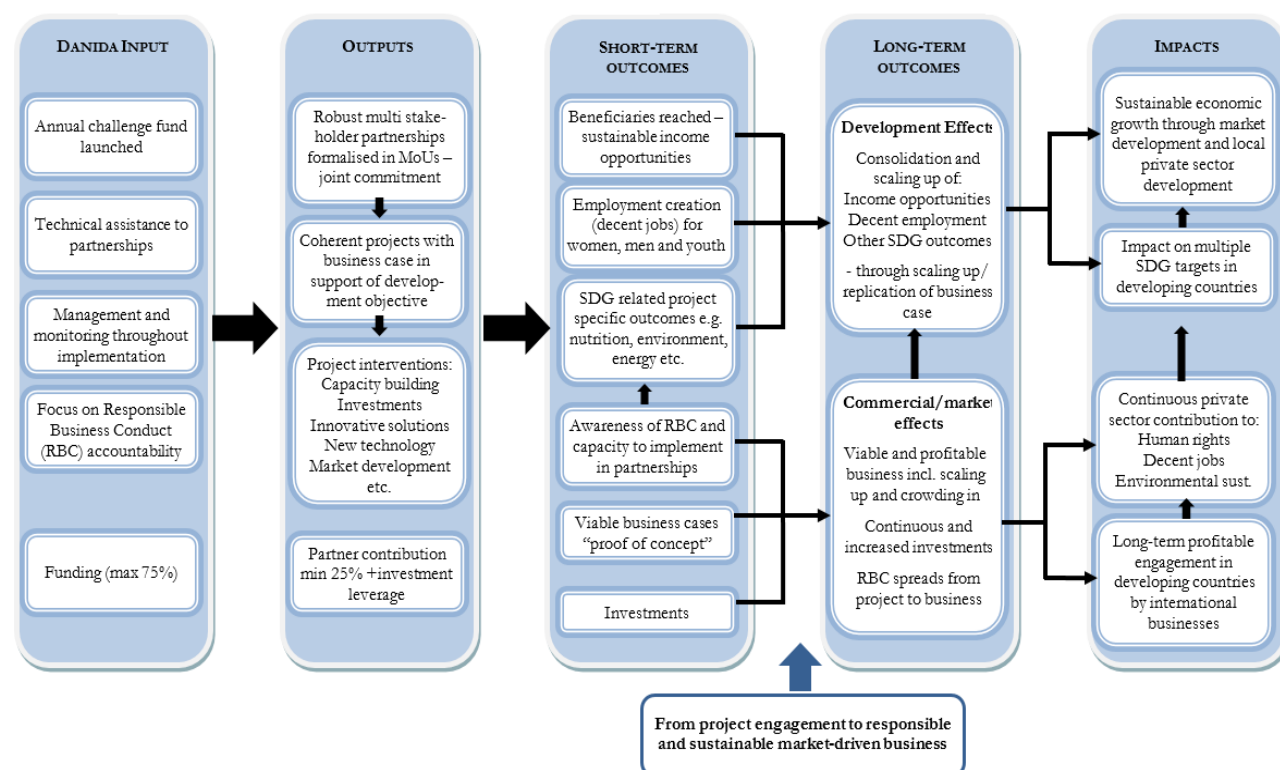 DANIDA INPUT
Annual challenge fund
launched
Technical assistance to
partnerships
Management and
monitoring throughout
implementation
Focus on Responsible
Business Conduct
(RBC) accountability
Funding (max 75%)
OUTPUTS
Robust multi stake-
holder partnerships
formalised in MoUs –
joint commitment
Coherent projects with
business case in
support of develop-
ment objective
Project interventions:
Capacity building
Investments
Innovative solutions
New technology
Market development
etc.
Partner contribution
min 25% +investment
leverage
SHORT-TERM
OUTCOMES
Beneficiaries reached –
sustainable income
opportunities
Employment creation
(decent jobs) for
women, men and youth
SDG related project
specific outcomes e.g.
nutrition, environment,
energy etc.
Awareness of RBC and
capacity to implement
in partnerships
Viable business cases
“proof of concept”
Investments
LONG-TERM
OUTCOMES
Development Effects
Consolidation and
scaling up of:
Income opportunities
Decent employment
Other SDG outcomes
- through scaling up/
replication of business
case
Commercial/market
effects
Viable and profitable
business incl. scaling
up and crowding in
Continuous and
increased investments
RBC spreads from
project to business
IMPACTS
Sustainable economic
growth through market
development and local
private sector
development
Impact on multiple
SDG targets in
developing countries
Continuous private
sector contribution to:
Human rights
Decent jobs
Environmental sust.
Long-term profitable
engagement in
developing countries
by international
businesses
From project engagement to responsible
and sustainable market-driven business